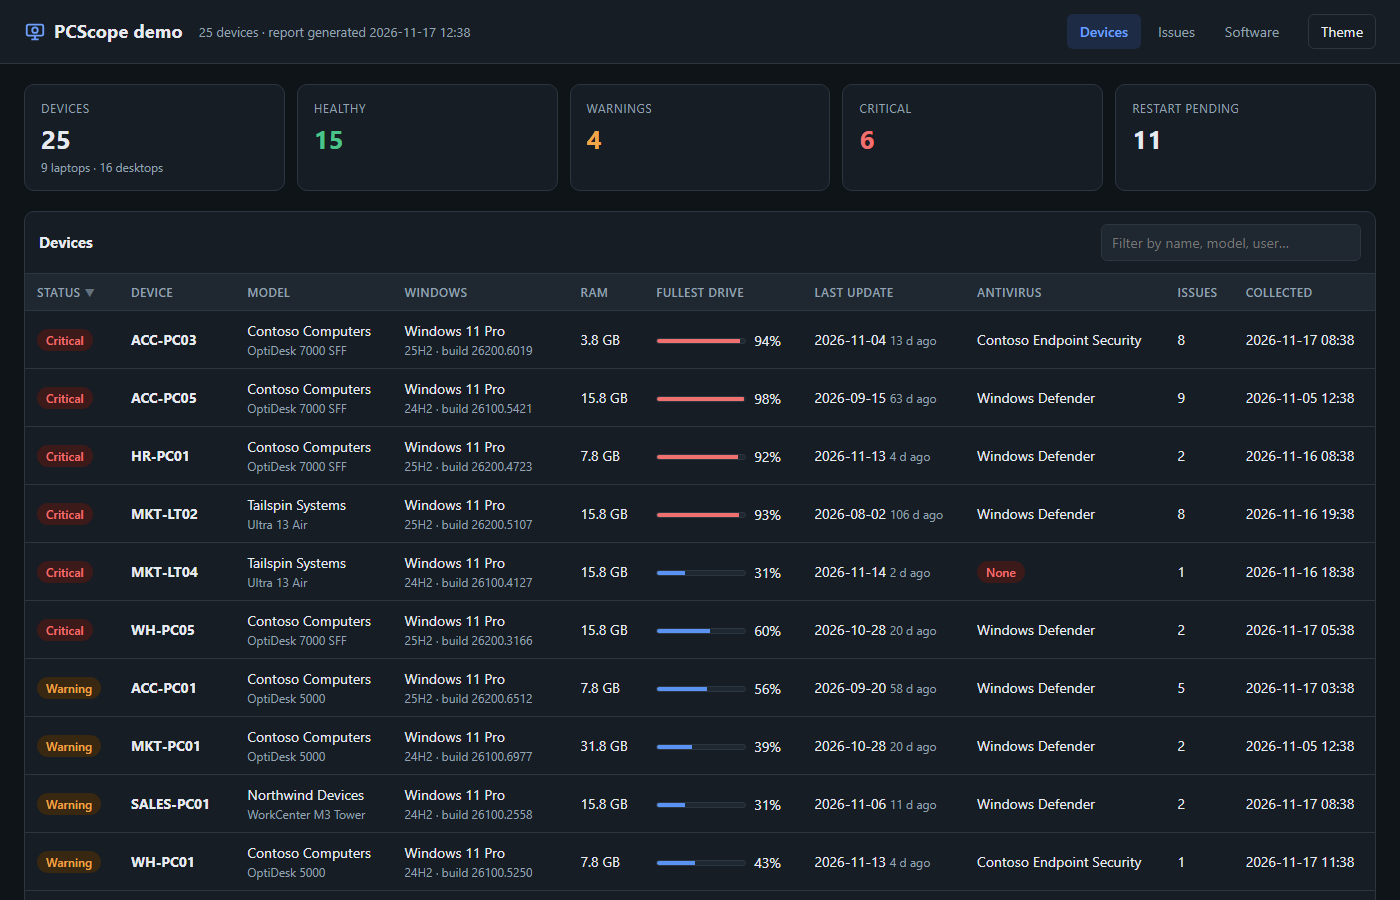 PCScope demo 25 devices · report generated 2026-11-17 12:38 Devices Issues Software Theme
DEVICES HEALTHY WARNINGS CRITICAL RESTART PENDING
25 15 4 6 11
9 laptops · 16 desktops
Devices Filter by name, model, user...
STATUS ▼ DEVICE MODEL WINDOWS RAM FULLEST DRIVE LAST UPDATE ANTIVIRUS ISSUES COLLECTED
Critical ACC-PC03 Contoso Computers Windows 11 Pro 3.8 GB 94% 2026-11-04 13 d ago Contoso Endpoint Security 8 2026-11-17 08:38
OptiDesk 7000 SFF 25H2 · build 26200.6019
Critical ACC-PC05 Contoso Computers Windows 11 Pro 15.8 GB 98% 2026-09-15 63 d ago Windows Defender 9 2026-11-05 12:38
OptiDesk 7000 SFF 24H2 · build 26100.5421
Critical HR-PC01 Contoso Computers Windows 11 Pro 7.8 GB 92% 2026-11-13 4 d ago Windows Defender 2 2026-11-16 08:38
OptiDesk 7000 SFF 25H2 · build 26200.4723
Critical MKT-LT02 Tailspin Systems Windows 11 Pro 15.8 GB 93% 2026-08-02 106 d ago Windows Defender 8 2026-11-16 19:38
Ultra 13 Air 25H2 · build 26200.5107
Critical MKT-LT04 Tailspin Systems Windows 11 Pro 15.8 GB 31% 2026-11-14 2 d ago None 1 2026-11-16 18:38
Ultra 13 Air 24H2 · build 26100.4127
Critical WH-PC05 Contoso Computers Windows 11 Pro 15.8 GB 60% 2026-10-28 20 d ago Windows Defender 2 2026-11-17 05:38
OptiDesk 7000 SFF 25H2 · build 26200.3166
Warning ACC-PC01 Contoso Computers Windows 11 Pro 7.8 GB 56% 2026-09-20 58 d ago Windows Defender 5 2026-11-17 03:38
OptiDesk 5000 25H2 · build 26200.6512
Warning MKT-PC01 Contoso Computers Windows 11 Pro 31.8 GB 39% 2026-10-28 20 d ago Windows Defender 2 2026-11-05 12:38
OptiDesk 5000 24H2 · build 26100.6977
Warning SALES-PC01 Northwind Devices Windows 11 Pro 15.8 GB 31% 2026-11-06 11 d ago Windows Defender 2 2026-11-17 08:38
WorkCenter M3 Tower 24H2 · build 26100.2558
Warning WH-PC01 Contoso Computers Windows 11 Pro 7.8 GB 43% 2026-11-13 4 d ago Contoso Endpoint Security 1 2026-11-17 11:38
OptiDesk 5000 24H2 · build 26100.5250